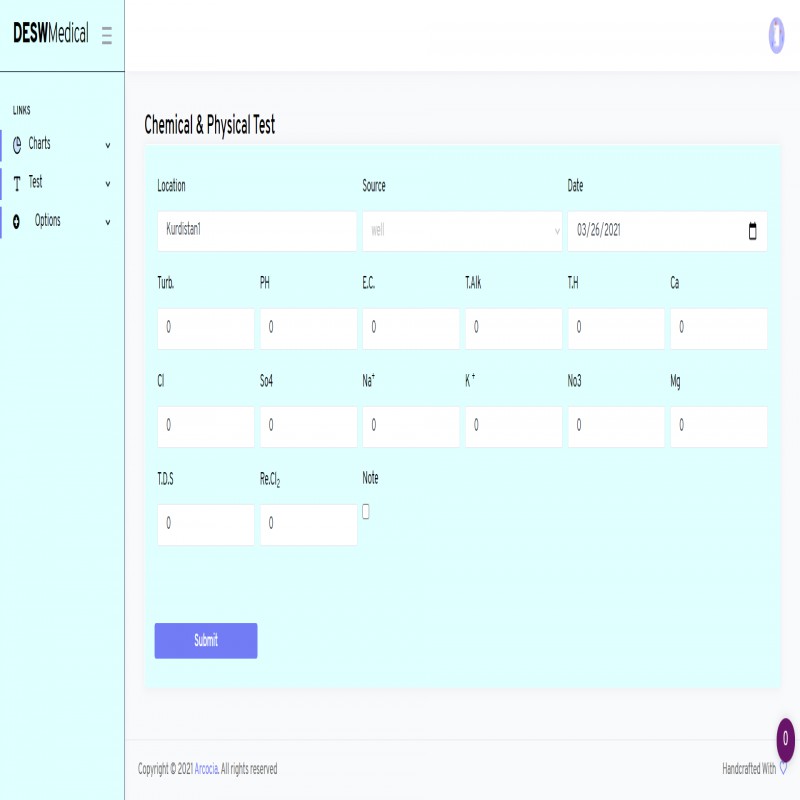 DESWMedical
LINKS
Charts
Test
Options
Chemical & Physical Test
Location Source Date
Kurdistan1 well 03/26/2021
Turb. PH E.C. T.Alk T.H Ca
0 0 0 0 0 0
Cl So4 Na⁺ K ⁺ No3 Mg
0 0 0 0 0 0
T.D.S Re.Cl₂ Note
0 0
Submit
0
Copyright © 2021 Arcocia. All rights reserved Handcrafted With